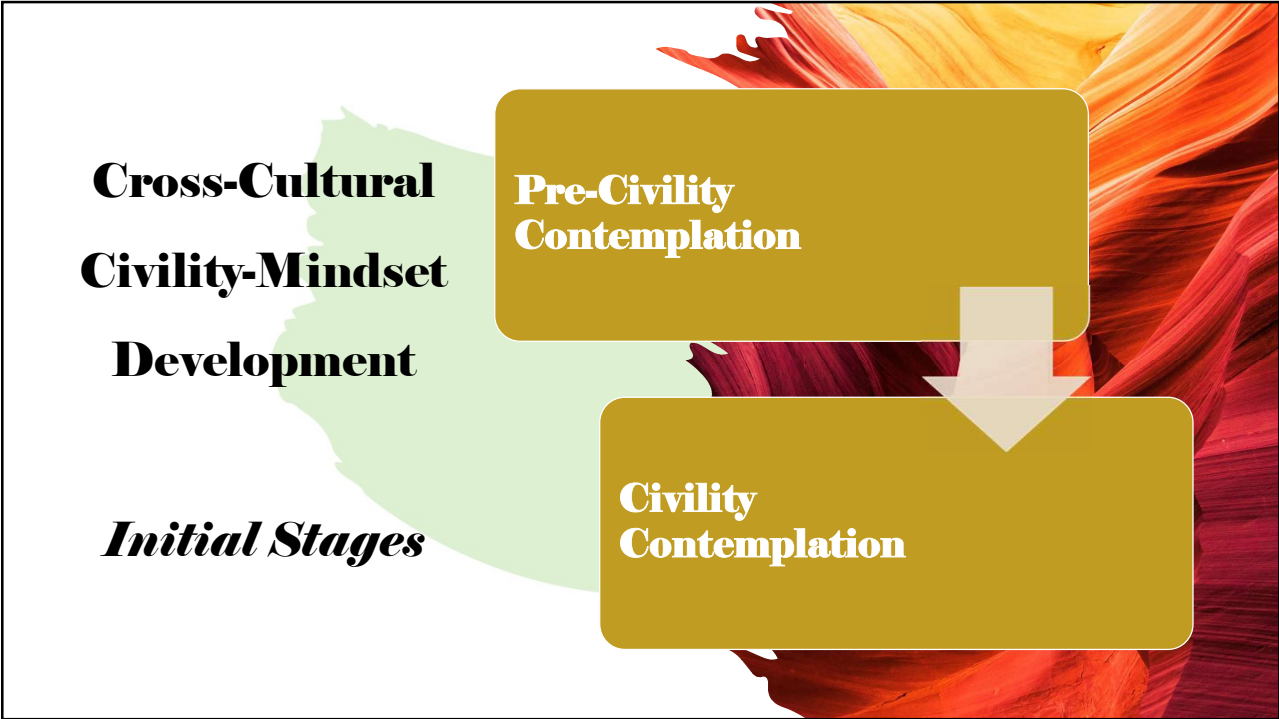 Cross-Cultural
Civility-Mindset
Development
Initial Stages
Pre-Civility
Contemplation
Civility
Contemplation